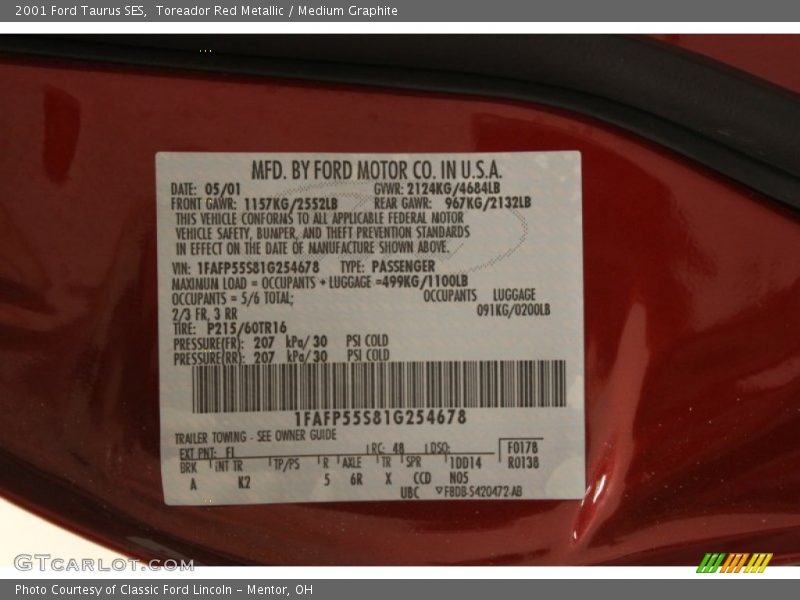 2001 Ford Taurus SES,  Toreador Red Metallic / Medium Graphite
MFD. BY FORD MOTOR CO. IN U.S.A.
DATE: 05/01 GVWR: 2124KG/4684LB
FRONT GAWR: 1157KG/2552LB REAR GAWR: 967KG/2132LB
THIS VEHICLE CONFORMS TO ALL APPLICABLE FEDERAL MOTOR
VEHICLE SAFETY, BUMPER, AND THEFT PREVENTION STANDARDS
IN EFFECT ON THE DATE OF MANUFACTURE SHOWN ABOVE.
VIN: 1FAFP55S81G254678 TYPE: PASSENGER
MAXIMUM LOAD = OCCUPANTS + LUGGAGE =499KG/1100LB
OCCUPANTS = 5/6 TOTAL; OCCUPANTS LUGGAGE
2/3 FR, 3 RR 091KG/0200LB
TIRE: P215/60TR16
PRESSURE(FR): 207 kPa/ 30 PSI COLD
PRESSURE(RR): 207 kPa/ 30 PSI COLD
1FAFP55S81G254678
TRAILER TOWING - SEE OWNER GUIDE
EXT PNT: FL RC: 48 DSO: F0178
BRK INT TR TP/PS R AXLE TR SPR 1DD14 R0138
A K2 5 6R X CCD N05
UBC F8DB-5420472-AB
GTCARLOT.COM
Photo Courtesy of Classic Ford Lincoln – Mentor, OH